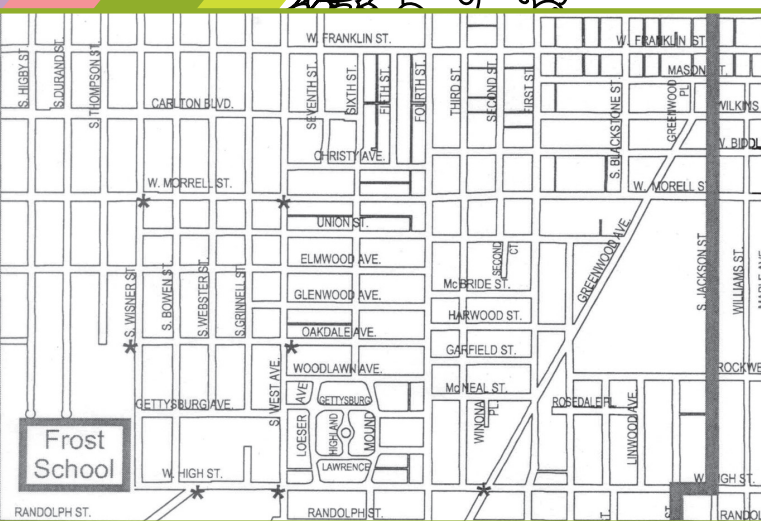 W. FRANKLIN ST.
W. FRANKLIN ST.
S. HIGBY ST
S. DURAND ST.
S. THOMPSON ST.
CARLTON BLVD.
SEVENTH ST.
SIXTH ST.
FIFTH ST.
FOURTH ST.
THIRD ST.
SECOND ST.
FIRST ST.
MASON ST.
GREENWOOD PL
WILKINS
S. BLACKSTONE ST.
CHRISTY AVE.
W. MORRELL ST.
W. MORELL ST
UNION ST.
ELMWOOD AVE.
SECOND CT.
GREENWOOD AVE.
S. JACKSON ST.
WILLIAMS ST.
McBRIDE ST.
GLENWOOD AVE.
S. WISNER ST
S. BOWEN ST.
S. WEBSTER ST.
S. GRINNELL ST.
HARWOOD ST.
OAKDALE AVE.
GARFIELD ST.
WOODLAWN AVE.
S. WEST AVE.
McNEAL ST.
GETTYSBURG AVE.
LOESER AVE
GETTYSBURG
HIGHLAND
MOUND
WINONA PL
ROSEDALE PL
LINWOOD AVE.
Frost
School
LAWRENCE
W. HIGH ST.
RANDOLPH ST.
RANDOLPH ST.